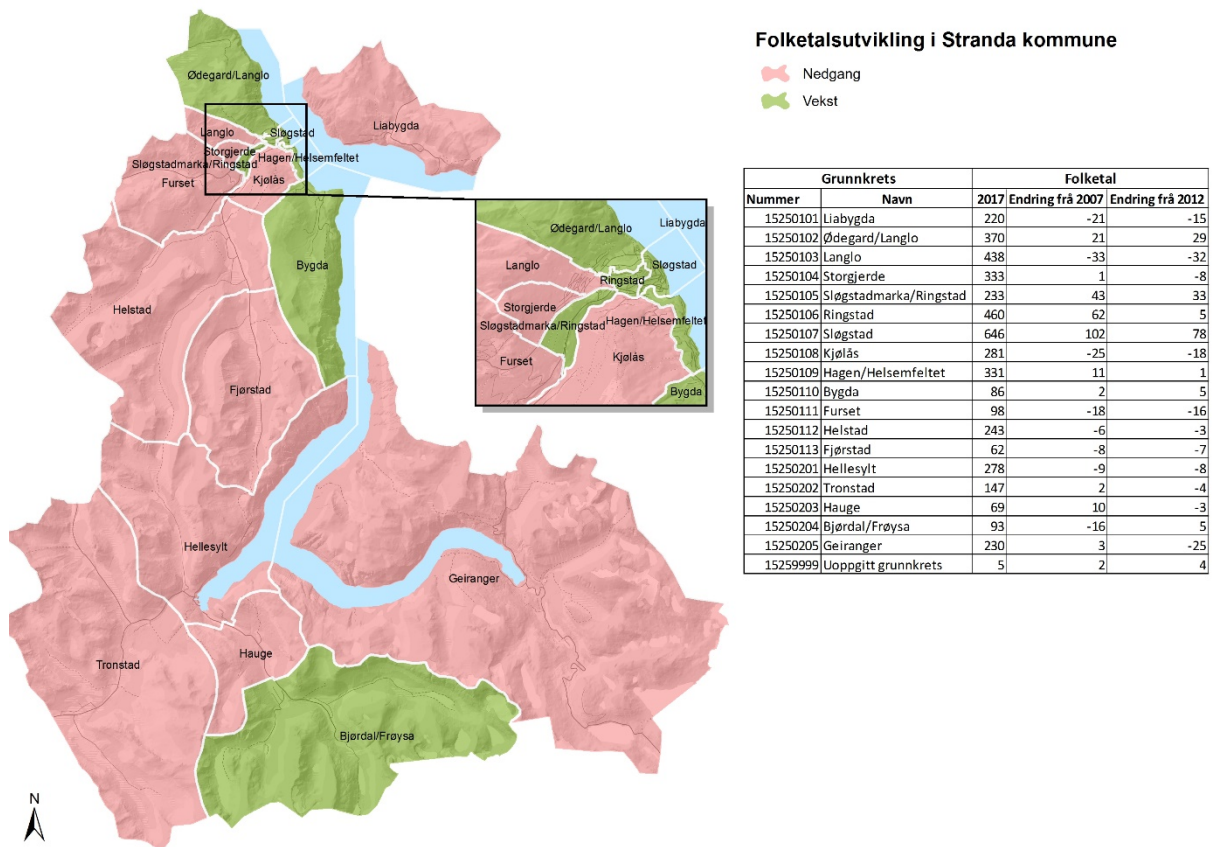 Folketalsutvikling i Stranda kommune
Nedgang
Vekst
Ødegard/Langlo
Liabygda
Langlo
Sløgstad
Storgjerde
Hagen/Helsemfeltet
Sløgstadmarka/Ringstad
Furset
Kjølås
Bygda
Helstad
Fjørstad
Hellesylt
Geiranger
Tronstad
Hauge
Bjørdal/Frøysa
N
Ødegard/Langlo
Liabygda
Langlo
Sløgstad
Ringstad
Storgjerde
Sløgstadmarka/Ringstad
Hagen/Helsemfeltet
Furset
Kjølås
Bygda
Grunnkrets Folketal
Nummer Navn 2017 Endring frå 2007 Endring frå 2012
15250101 Liabygda 220 -21 -15
15250102 Ødegard/Langlo 370 21 29
15250103 Langlo 438 -33 -32
15250104 Storgjerde 333 1 -8
15250105 Sløgstadmarka/Ringstad 233 43 33
15250106 Ringstad 460 62 5
15250107 Sløgstad 646 102 78
15250108 Kjølås 281 -25 -18
15250109 Hagen/Helsemfeltet 331 11 1
15250110 Bygda 86 2 5
15250111 Furset 98 -18 -16
15250112 Helstad 243 -6 -3
15250113 Fjørstad 62 -8 -7
15250201 Hellesylt 278 -9 -8
15250202 Tronstad 147 2 -4
15250203 Hauge 69 10 -3
15250204 Bjørdal/Frøysa 93 -16 5
15250205 Geiranger 230 3 -25
15259999 Uoppgitt grunnkrets 5 2 4